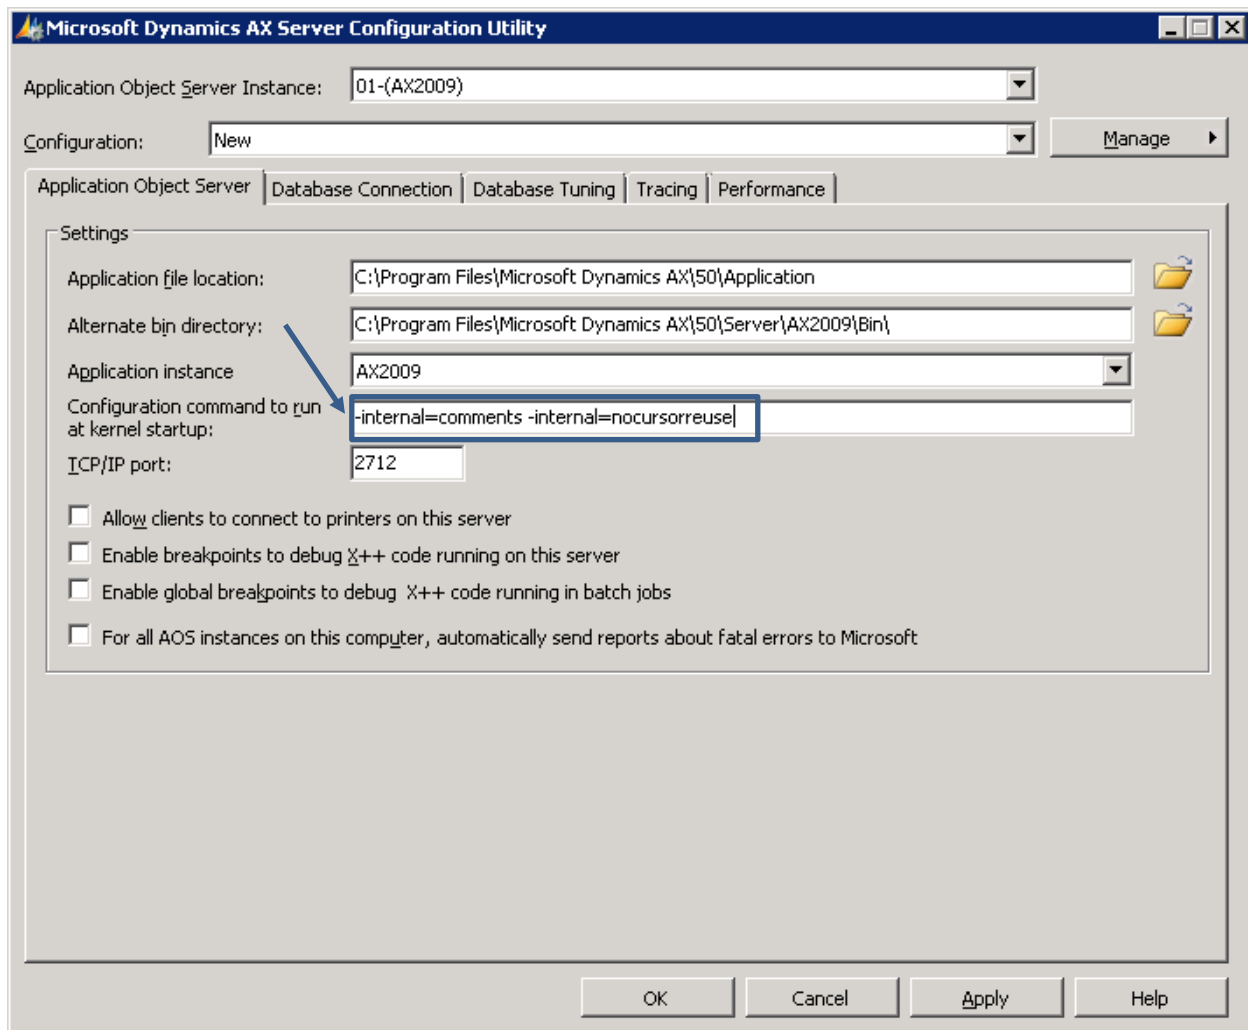 Microsoft Dynamics AX Server Configuration Utility
Application Object Server Instance: 01-(AX2009)
Configuration: New Manage
Application Object Server Database Connection Database Tuning Tracing Performance
Settings
Application file location: C:\Program Files\Microsoft Dynamics AX\50\Application
Alternate bin directory: C:\Program Files\Microsoft Dynamics AX\50\Server\AX2009\Bin\
Application instance AX2009
Configuration command to run
at kernel startup: -internal=comments -internal=nocursorreuse
TCP/IP port: 2712
Allow clients to connect to printers on this server
Enable breakpoints to debug X++ code running on this server
Enable global breakpoints to debug X++ code running in batch jobs
For all AOS instances on this computer, automatically send reports about fatal errors to Microsoft
OK Cancel Apply Help